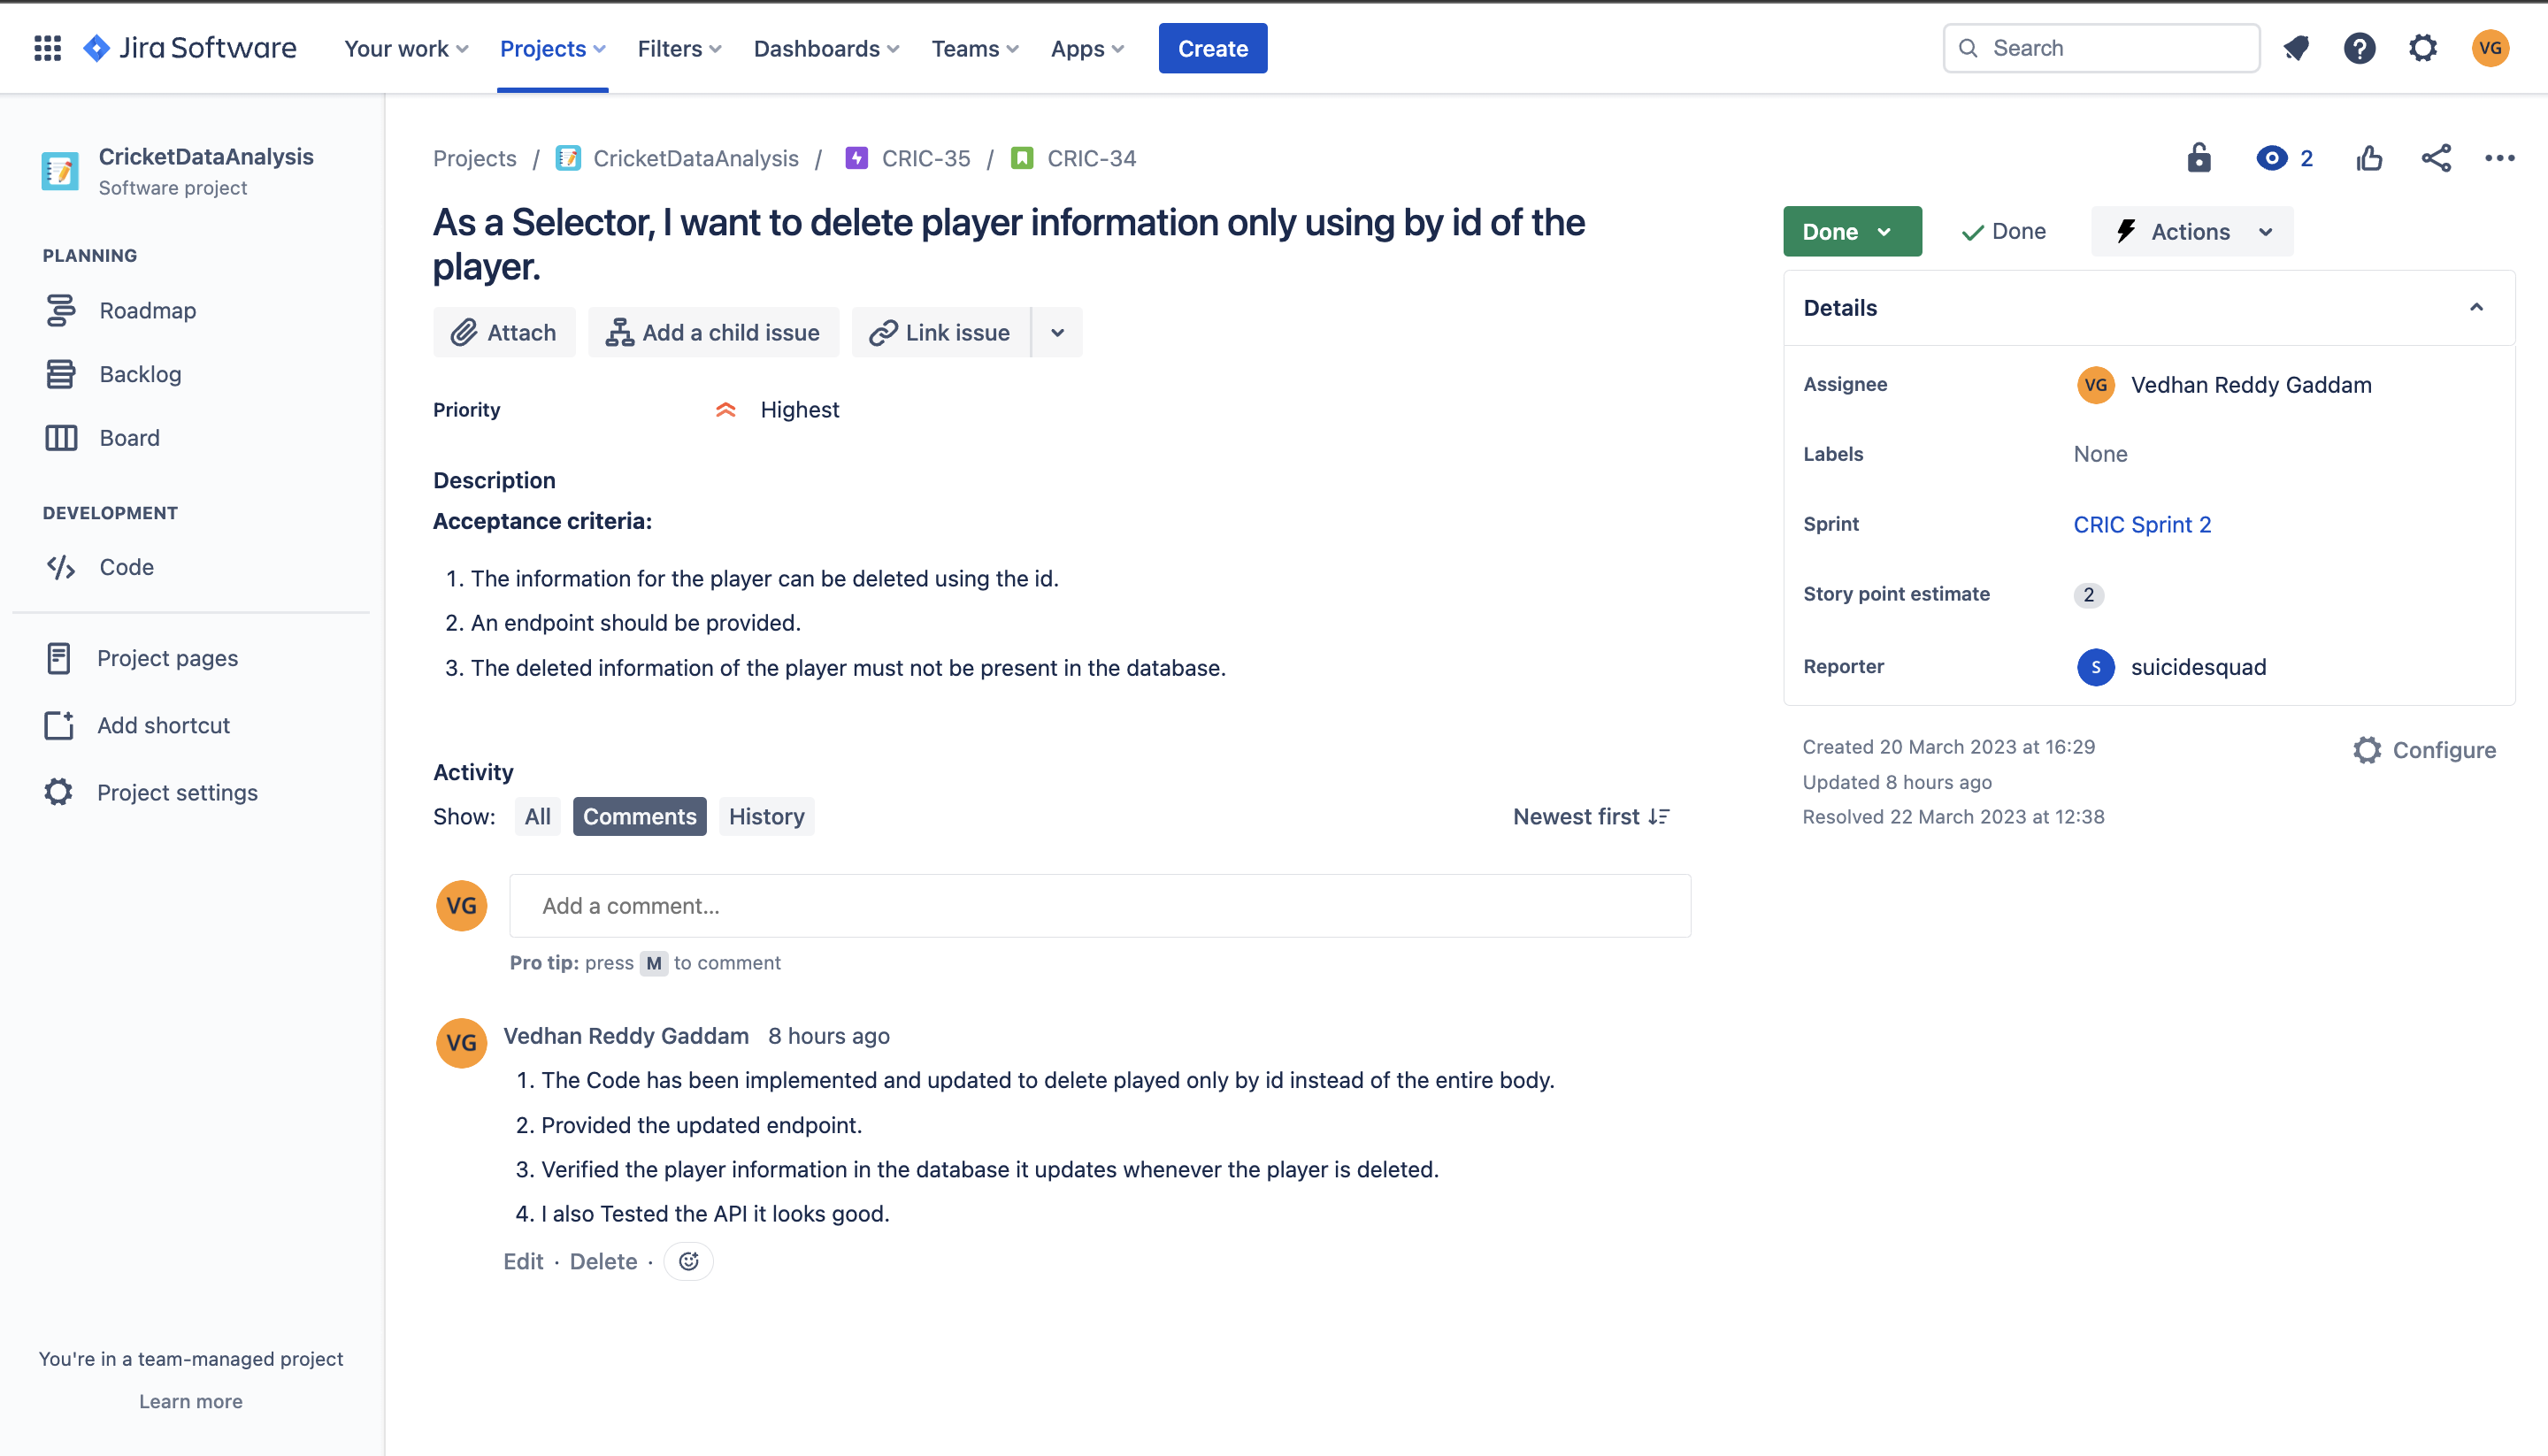 Jira Software
Your work
Projects
Filters
Dashboards
Teams
Apps
Create
Search
VG
CricketDataAnalysis
Software project
PLANNING
Roadmap
Backlog
Board
DEVELOPMENT
Code
Project pages
Add shortcut
Project settings
You're in a team-managed project
Learn more
Projects / CricketDataAnalysis / CRIC-35 / CRIC-34
2
As a Selector, I want to delete player information only using by id of the
player.
Attach
Add a child issue
Link issue
Priority
Highest
Description
Acceptance criteria:
1. The information for the player can be deleted using the id.
2. An endpoint should be provided.
3. The deleted information of the player must not be present in the database.
Activity
Show:
All
Comments
History
Newest first
VG
Add a comment...
Pro tip: press M to comment
VG
Vedhan Reddy Gaddam 8 hours ago
1. The Code has been implemented and updated to delete played only by id instead of the entire body.
2. Provided the updated endpoint.
3. Verified the player information in the database it updates whenever the player is deleted.
4. I also Tested the API it looks good.
Edit · Delete ·
Done
Done
Actions
Details
Assignee
VG Vedhan Reddy Gaddam
Labels
None
Sprint
CRIC Sprint 2
Story point estimate
2
Reporter
S suicidesquad
Created 20 March 2023 at 16:29
Updated 8 hours ago
Resolved 22 March 2023 at 12:38
Configure